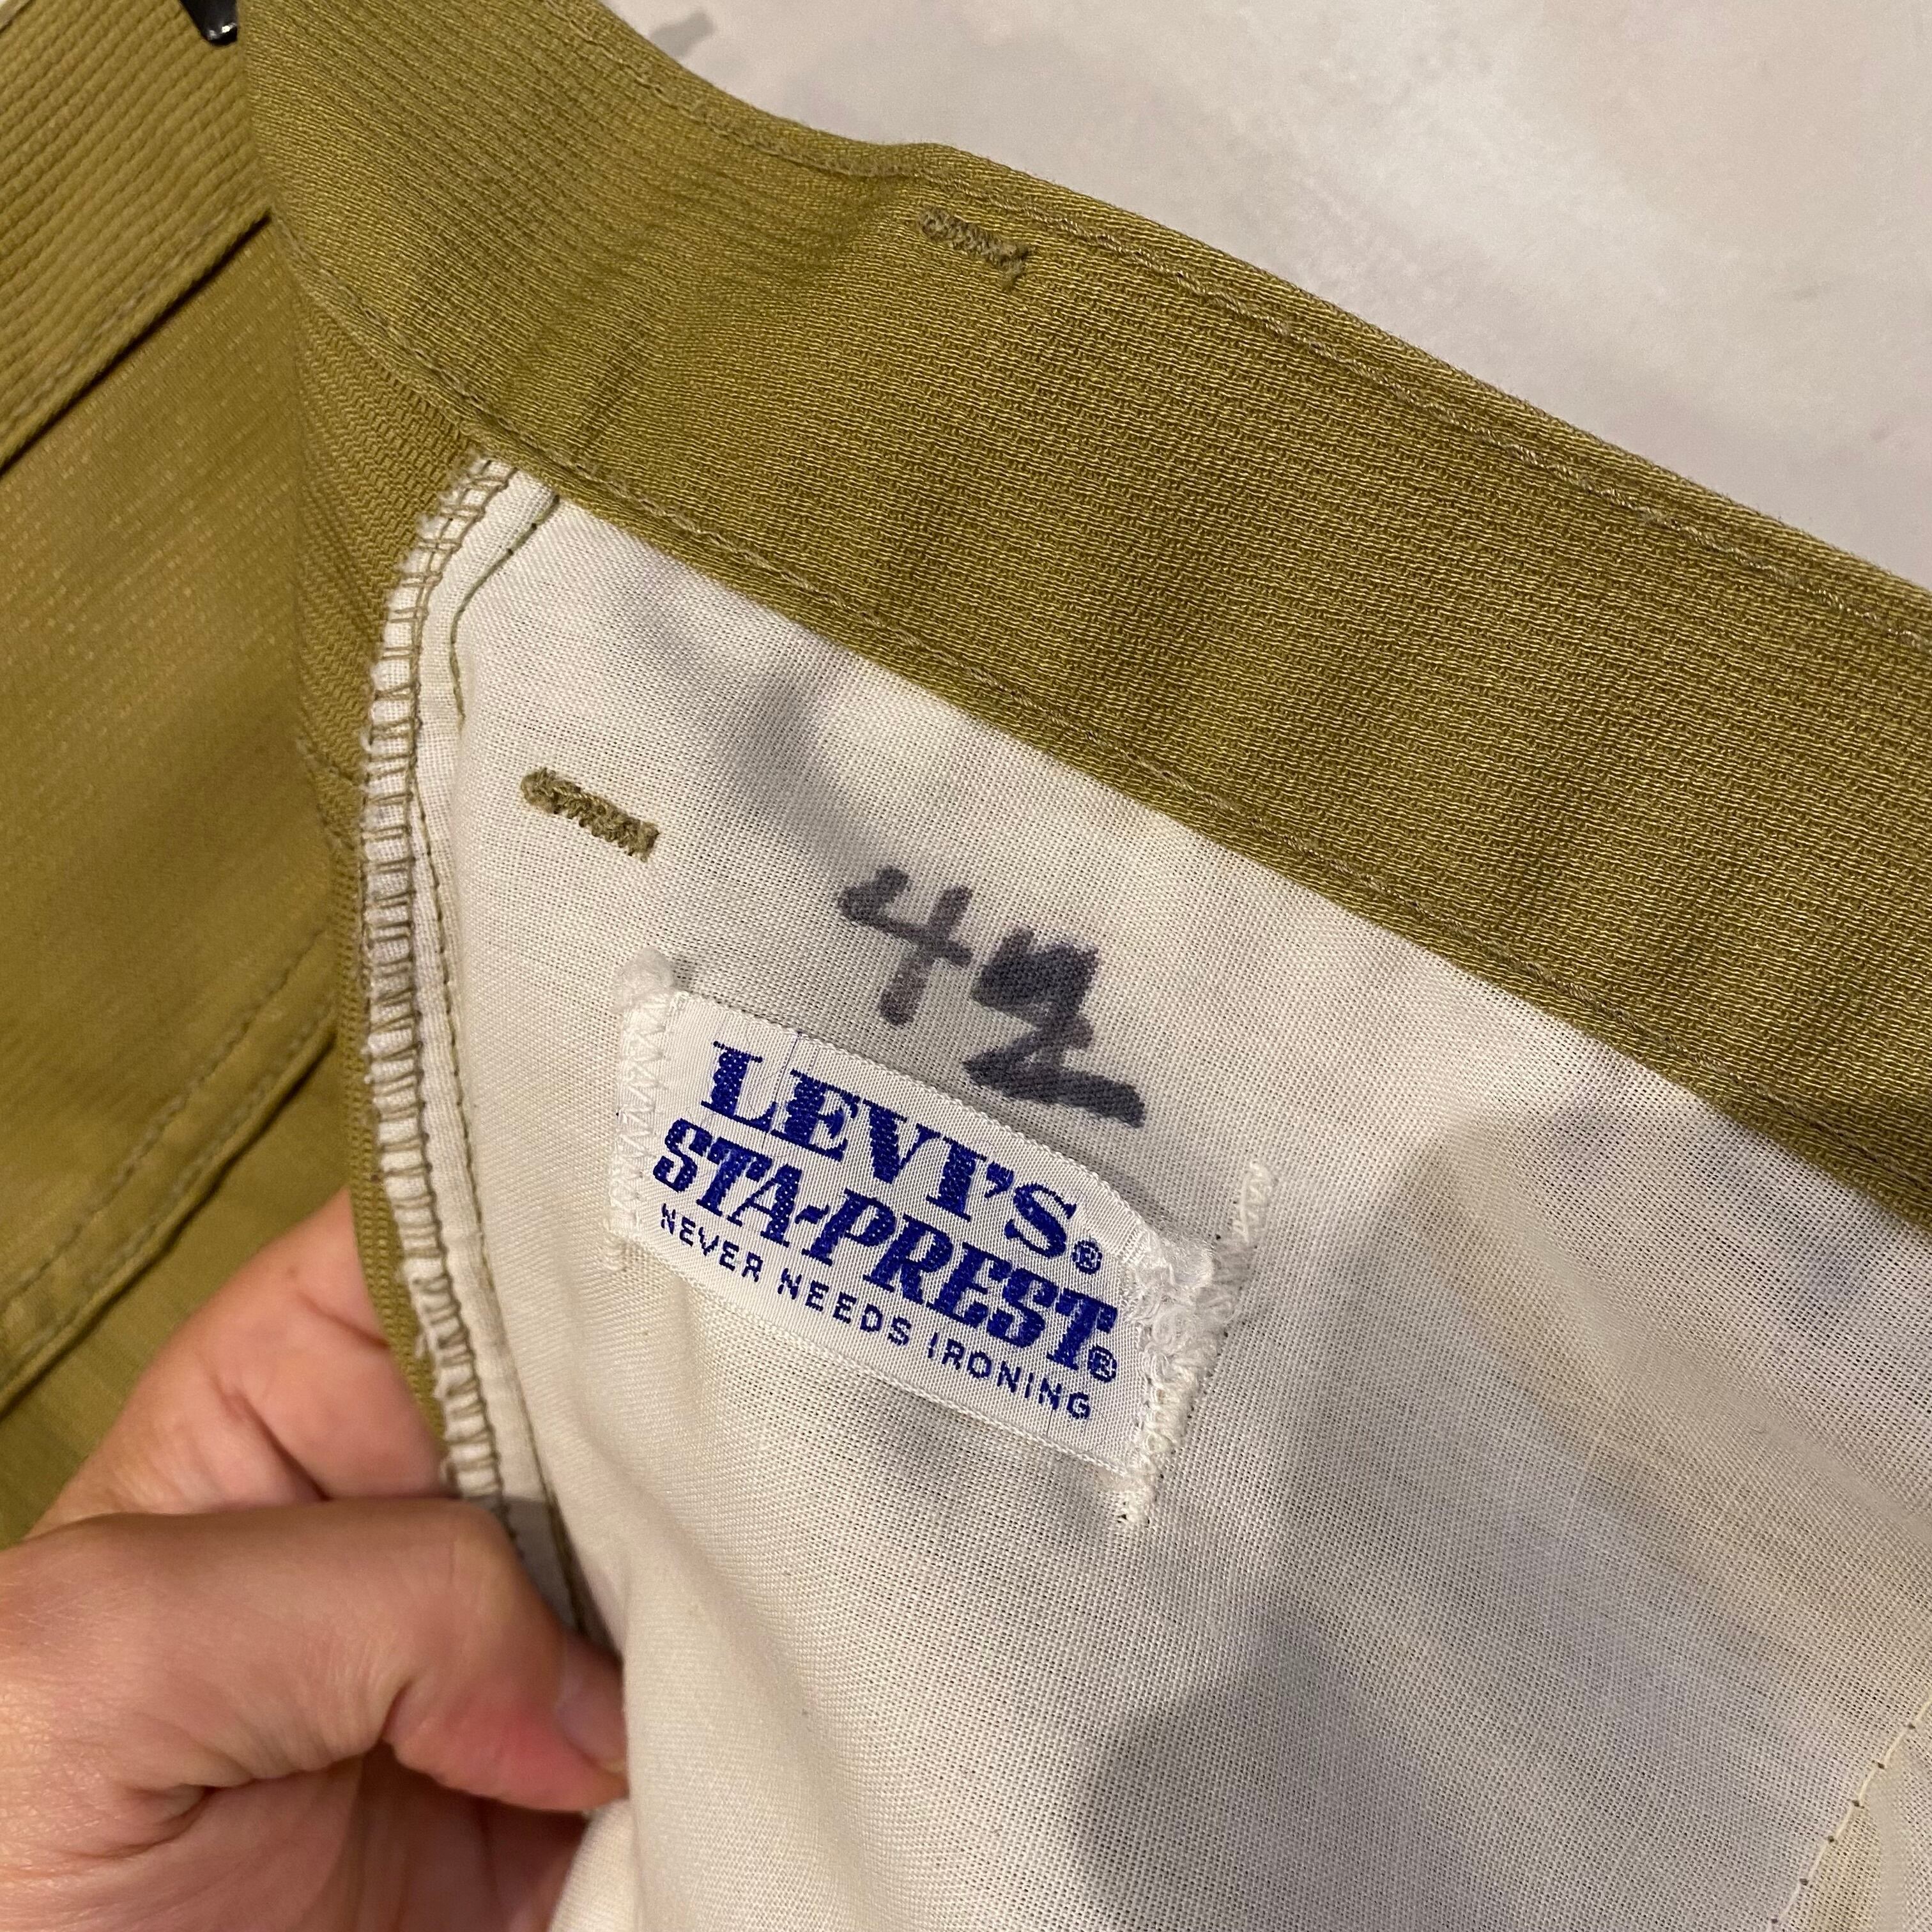 42
LEVI'S®
STA-PREST®
NEVER NEEDS IRONING